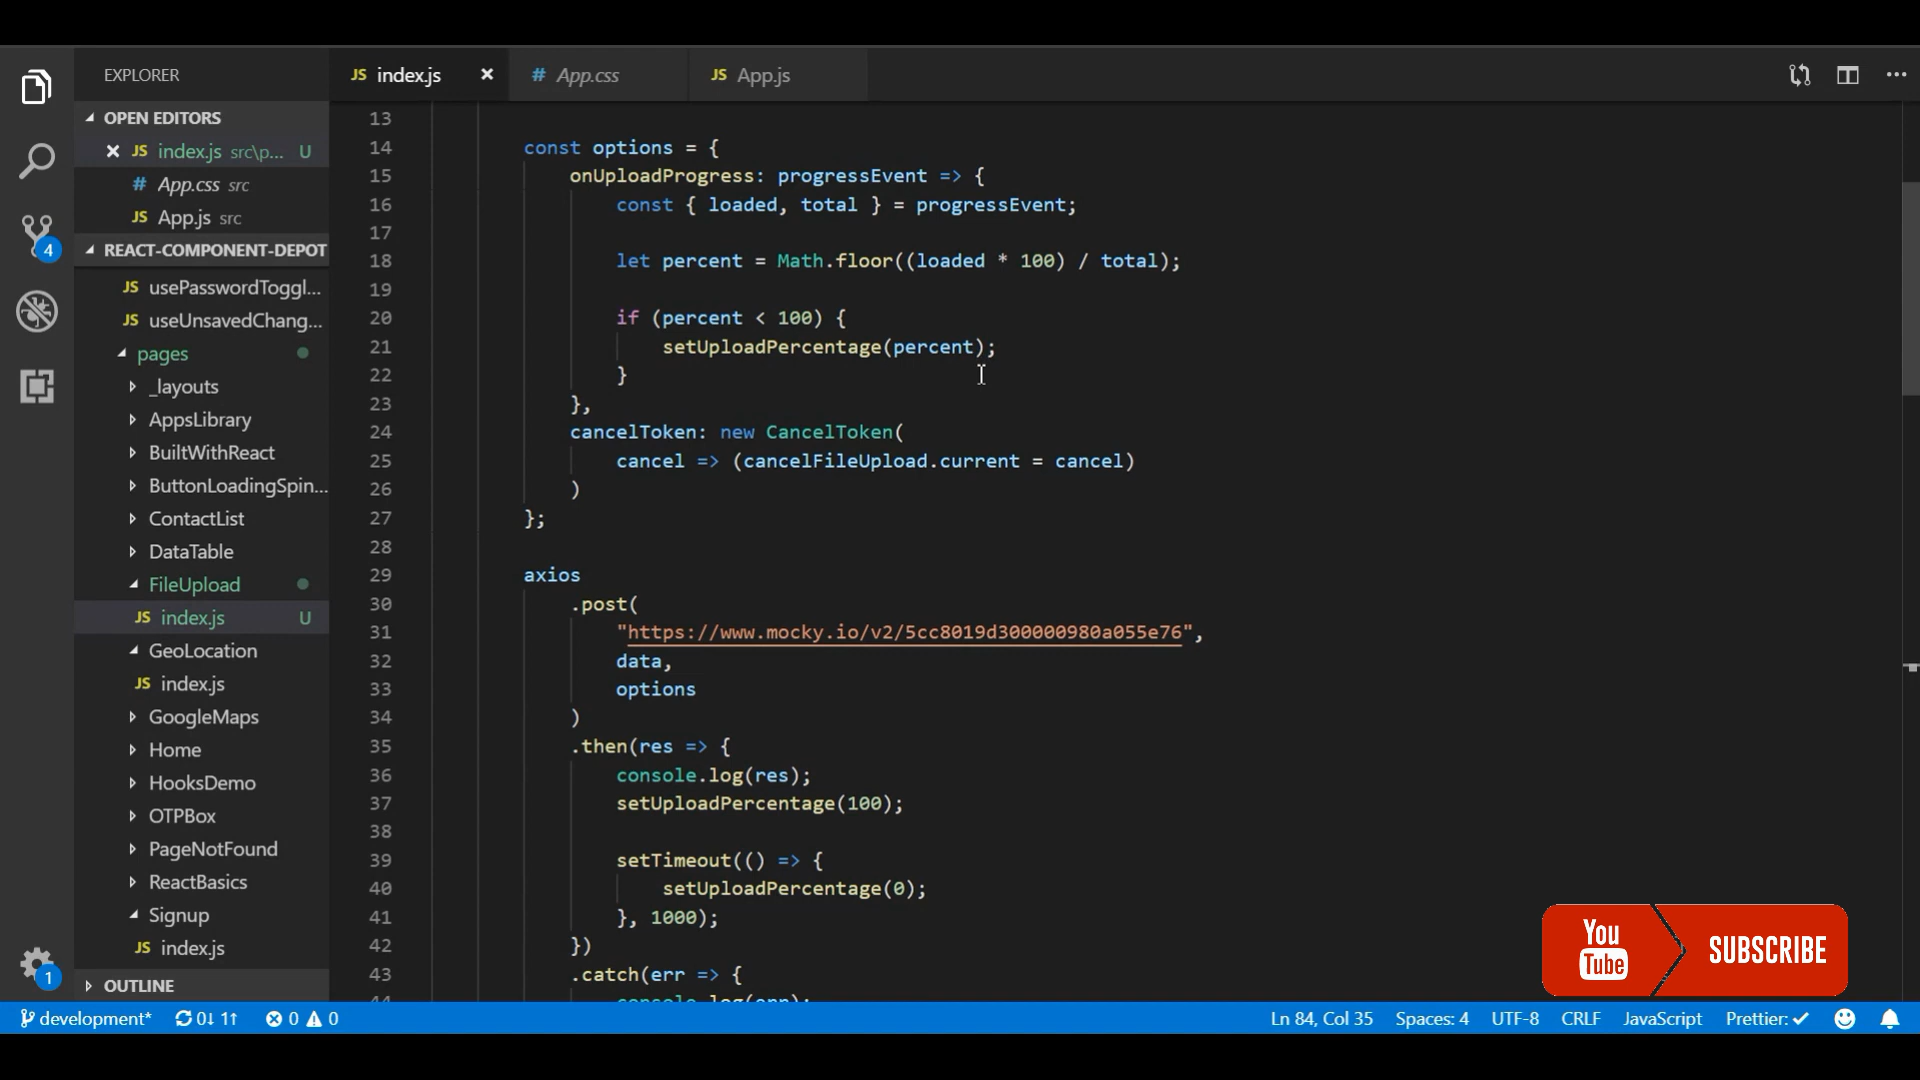 EXPLORER
OPEN EDITORS
JS index.js src\p... U
# App.css src
JS App.js src
REACT-COMPONENT-DEPOT
JS usePasswordToggl...
JS useUnsavedChang...
pages
_layouts
AppsLibrary
BuiltWithReact
ButtonLoadingSpin...
ContactList
DataTable
FileUpload
JS index.js U
GeoLocation
JS index.js
GoogleMaps
Home
HooksDemo
OTPBox
PageNotFound
ReactBasics
Signup
JS index.js
OUTLINE
4
1
JS index.js
# App.css
JS App.js
13
14 const options = {
15 onUploadProgress: progressEvent => {
16 const { loaded, total } = progressEvent;
17
18 let percent = Math.floor((loaded * 100) / total);
19
20 if (percent < 100) {
21 setUploadPercentage(percent);
22 }
23 },
24 cancelToken: new CancelToken(
25 cancel => (cancelFileUpload.current = cancel)
26 )
27 };
28
29 axios
30 .post(
31 "https://www.mocky.io/v2/5cc8019d300000980a055e76",
32 data,
33 options
34 )
35 .then(res => {
36 console.log(res);
37 setUploadPercentage(100);
38
39 setTimeout(() => {
40 setUploadPercentage(0);
41 }, 1000);
42 })
43 .catch(err => {
44 console.log(err);
You
Tube
SUBSCRIBE
development* 0↓ 1↑ 0 0 Ln 84, Col 35 Spaces: 4 UTF-8 CRLF JavaScript Prettier: ✓